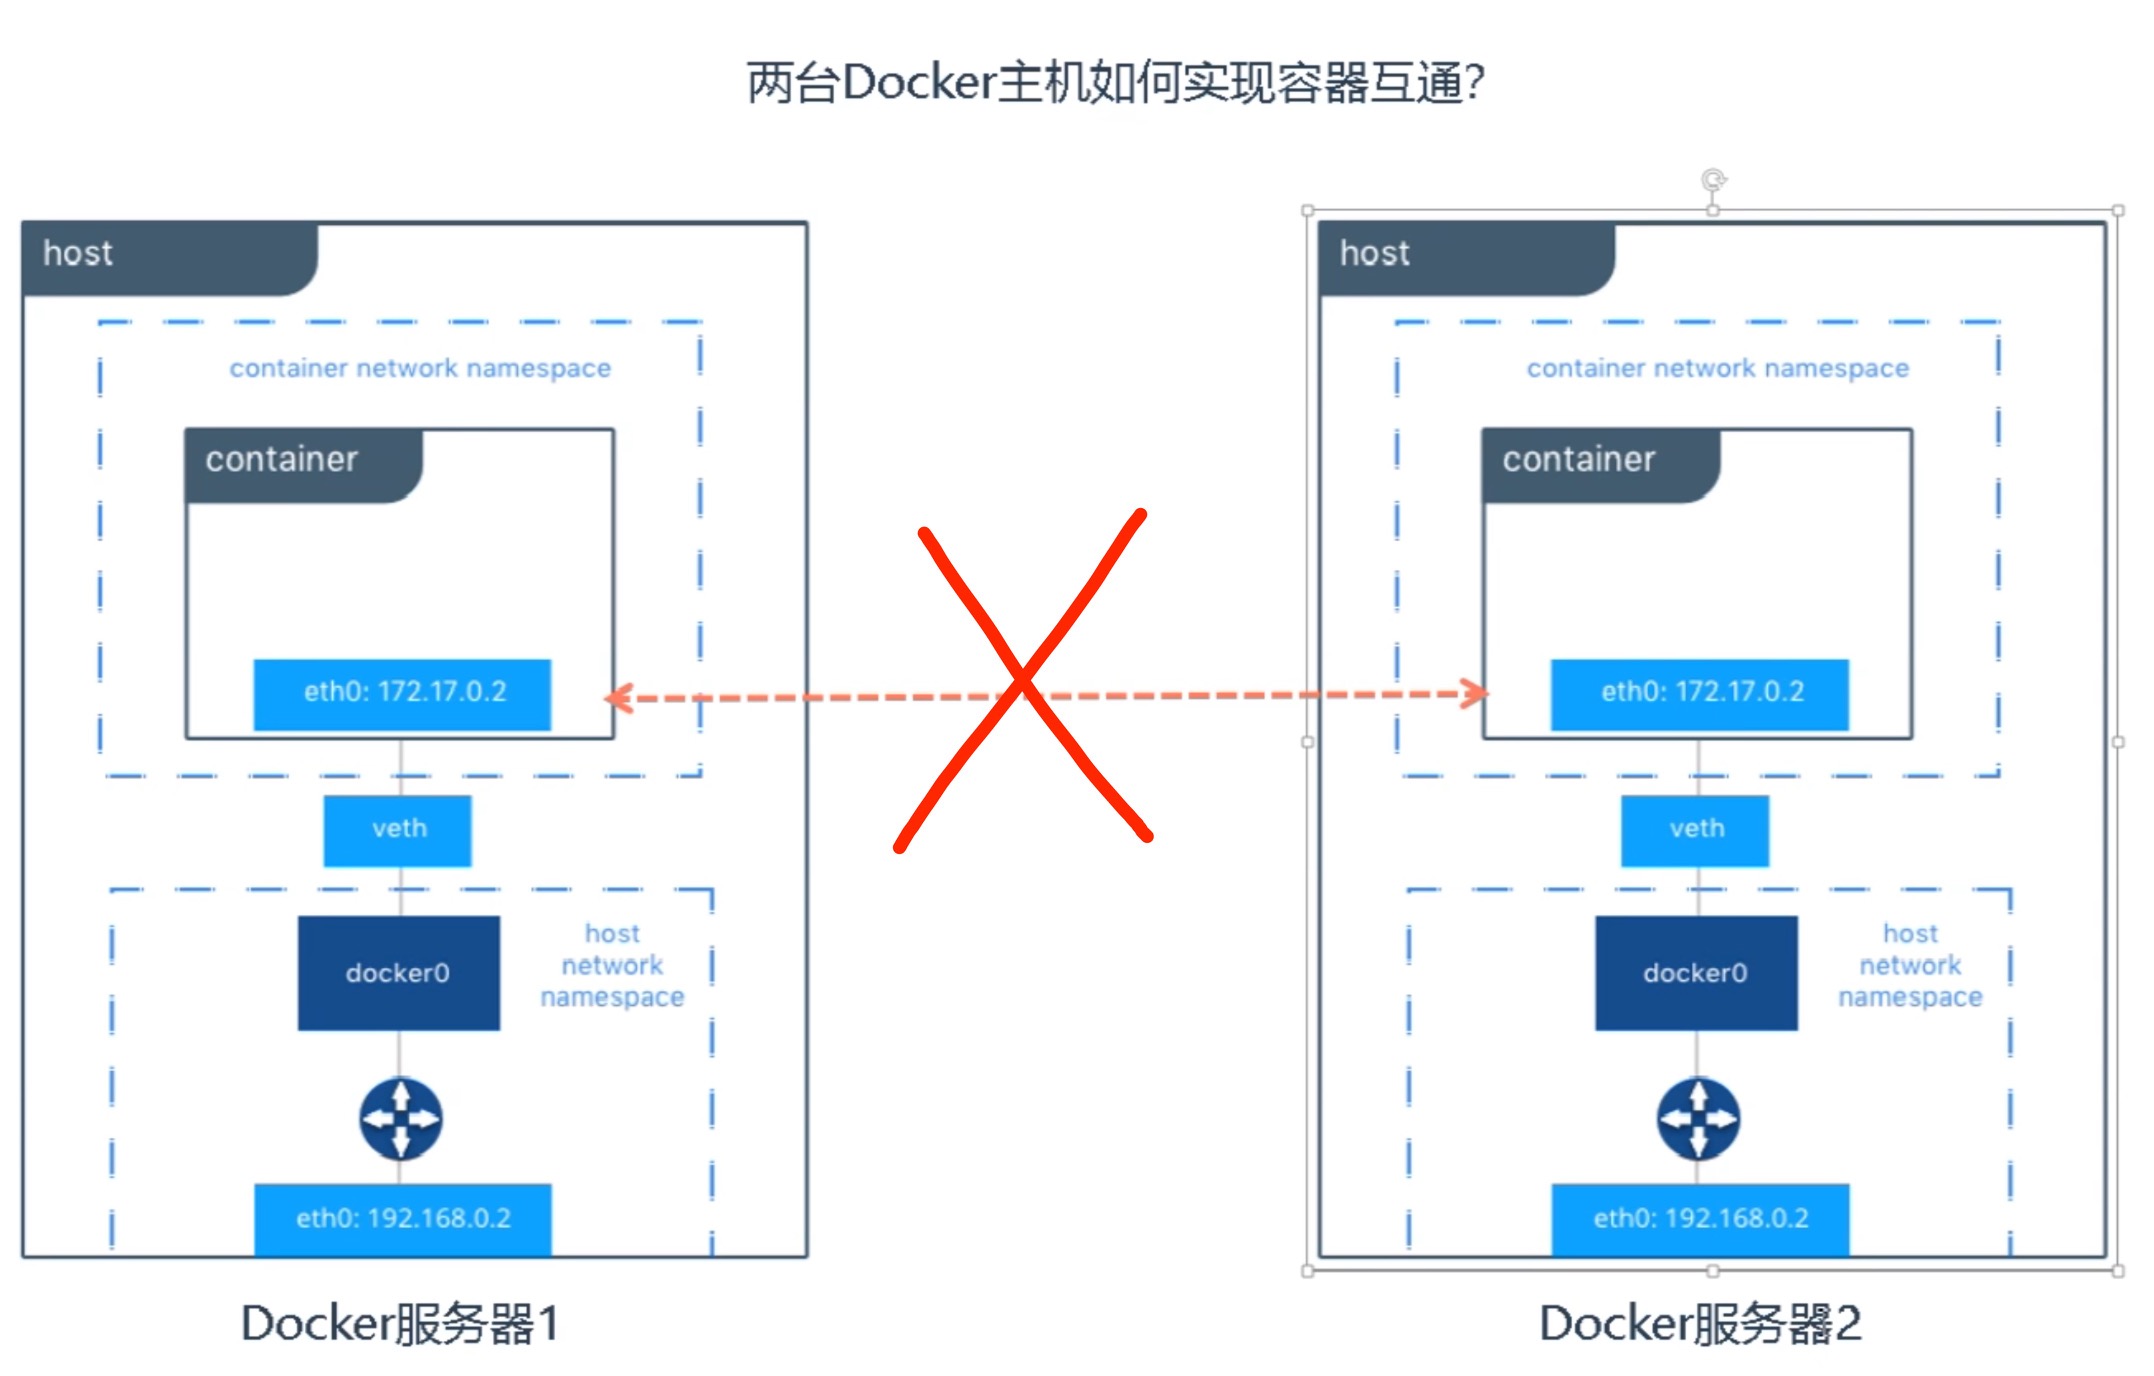 两台Docker主机如何实现容器互通?
host
container network namespace
container
eth0: 172.17.0.2
veth
docker0
host
network
namespace
eth0: 192.168.0.2
Docker服务器1
host
container network namespace
container
eth0: 172.17.0.2
veth
docker0
host
network
namespace
eth0: 192.168.0.2
Docker服务器2